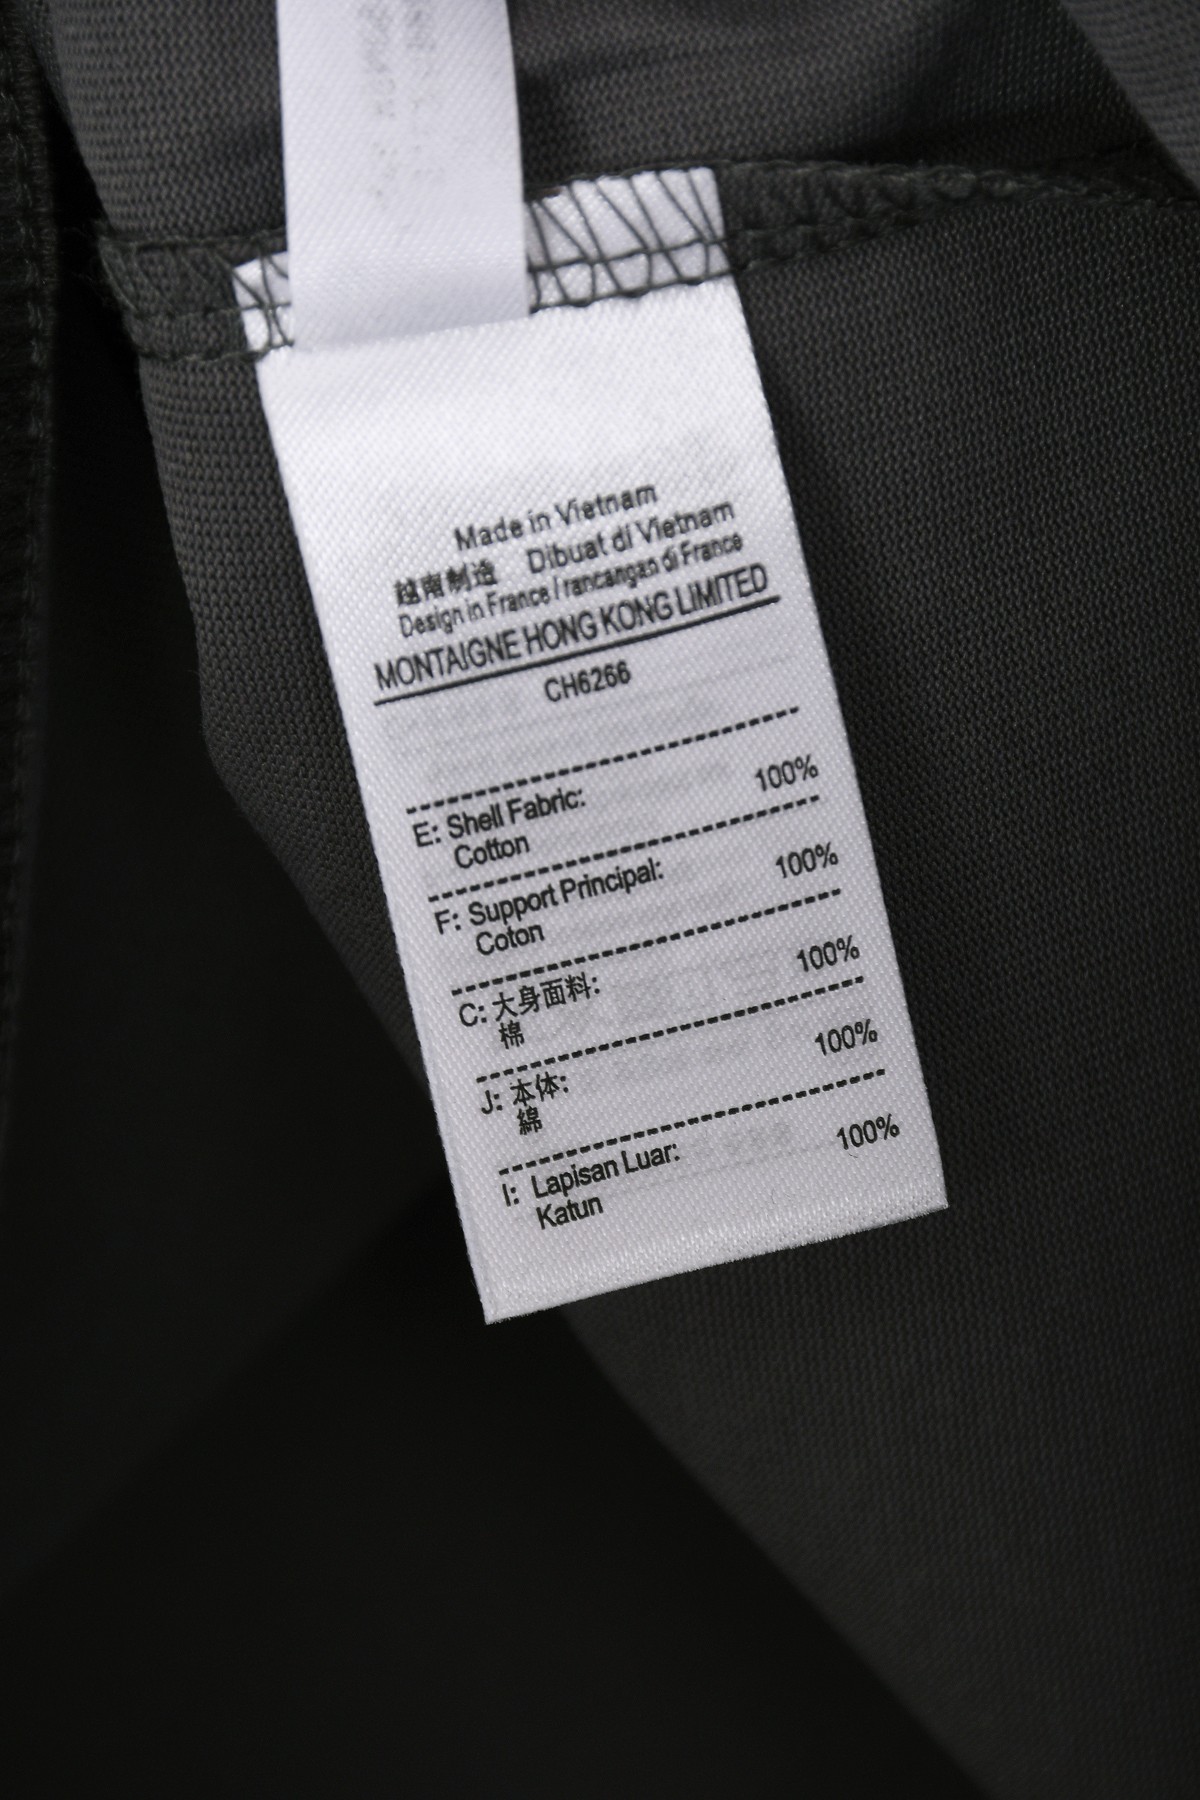 Made in Vietnam
越南制造 Dibuat di Vietnam
Design in France / rancangan di France
MONTAIGNE HONG KONG LIMITED
CH6266
E: Shell Fabric:
Cotton 100%
F: Support Principal:
Coton 100%
C: 大身面料:
棉 100%
J: 本体:
綿 100%
I: Lapisan Luar:
Katun 100%